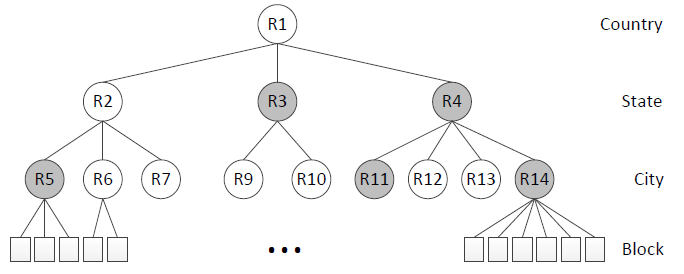 R1 Country
R2 R3 R4 State
R5 R6 R7 R9 R10 R11 R12 R13 R14 City
••• Block